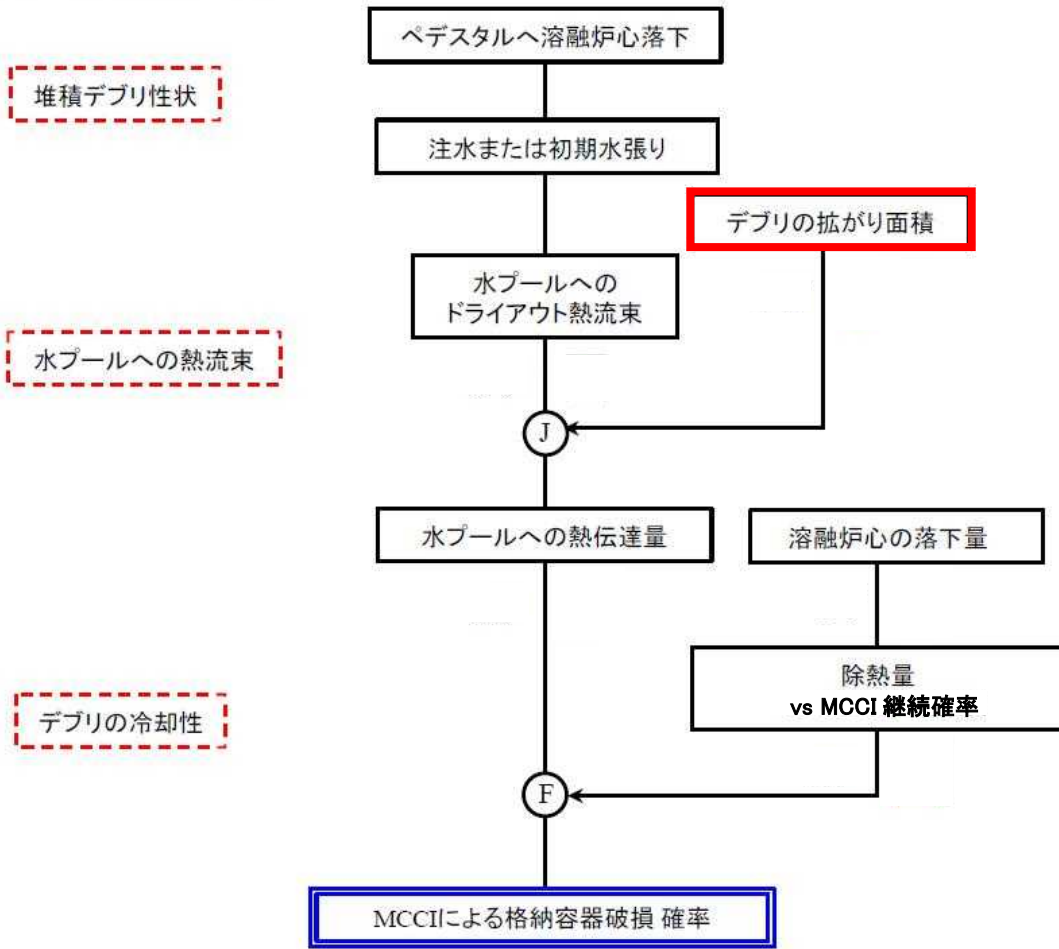 ペデスタルへ溶融炉心落下
堆積デブリ性状
注水または初期水張り
デブリの拡がり面積
水プールへの
ドライアウト熱流束
水プールへの熱流束
J
水プールへの熱伝達量
溶融炉心の落下量
除熱量
vs MCCI 継続確率
デブリの冷却性
F
MCCIによる格納容器破損 確率